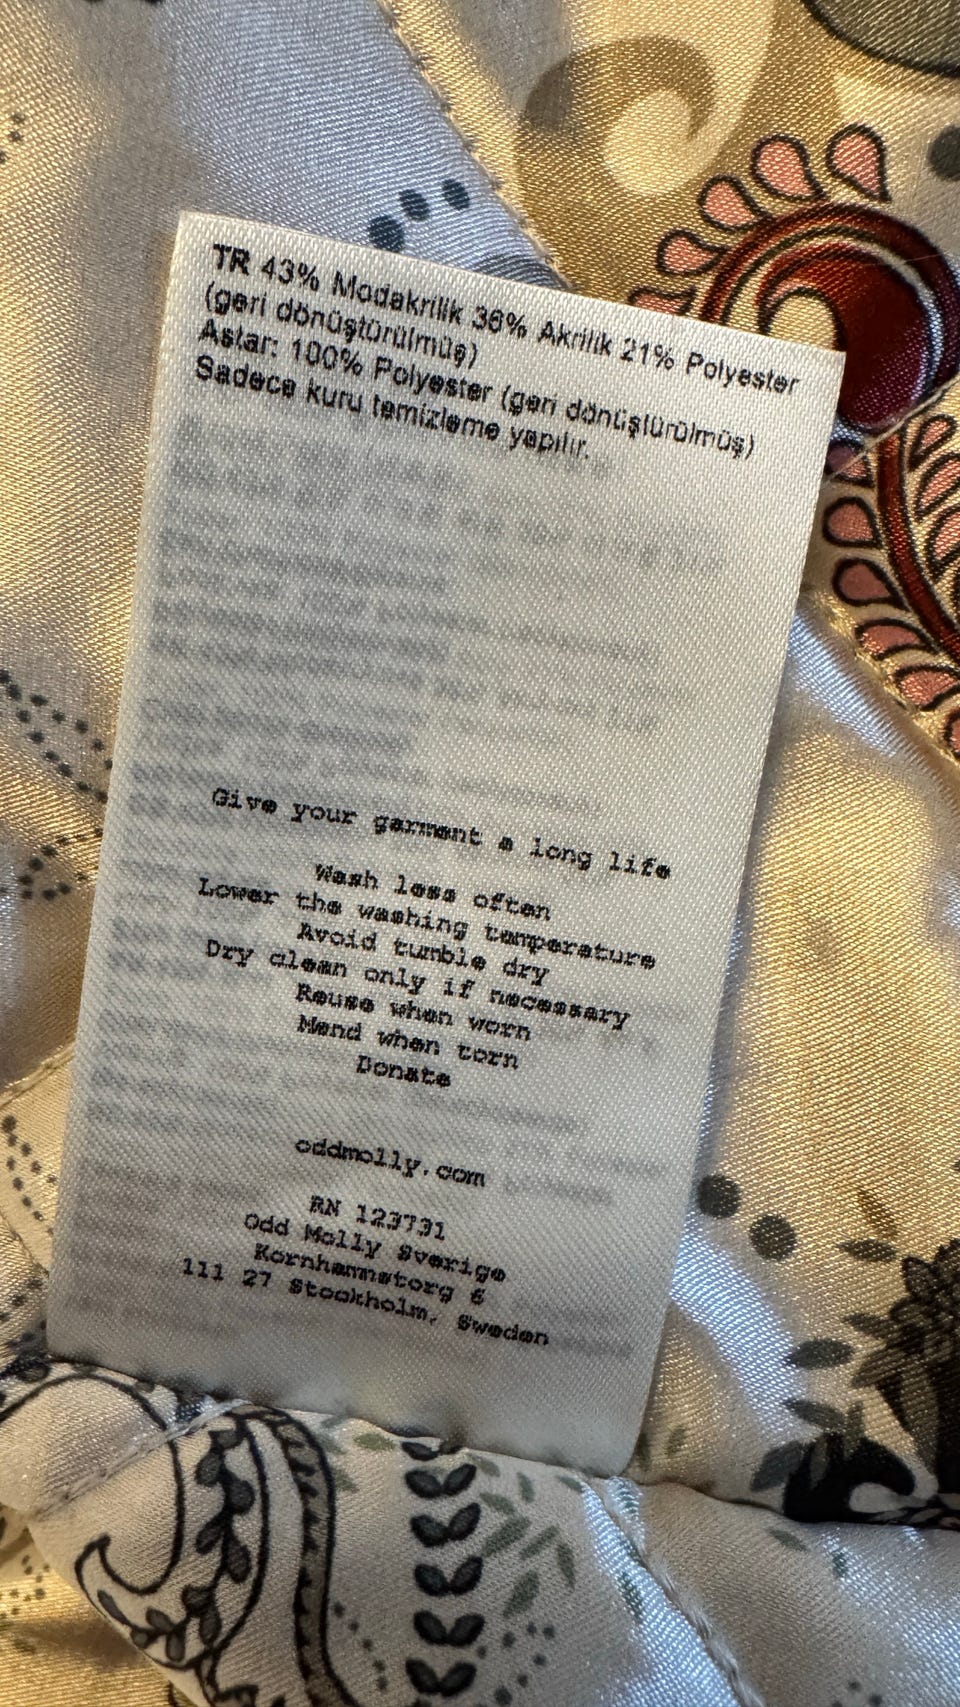 TR 43% Modakrilik 36% Akrilik 21% Polyester
(geri dönüştürülmüş)
Astar: 100% Polyester (geri dönüştürülmüş)
Sadece kuru temizleme yapılır.
Give your garment a long life
Wash less often
Lower the washing temperature
Avoid tumble dry
Dry clean only if necessary
Reuse when worn
Mend when torn
Donate
oddmolly.com
RN 123731
Odd Molly Sverige
Kornhamnstorg 6
111 27 Stockholm, Sweden